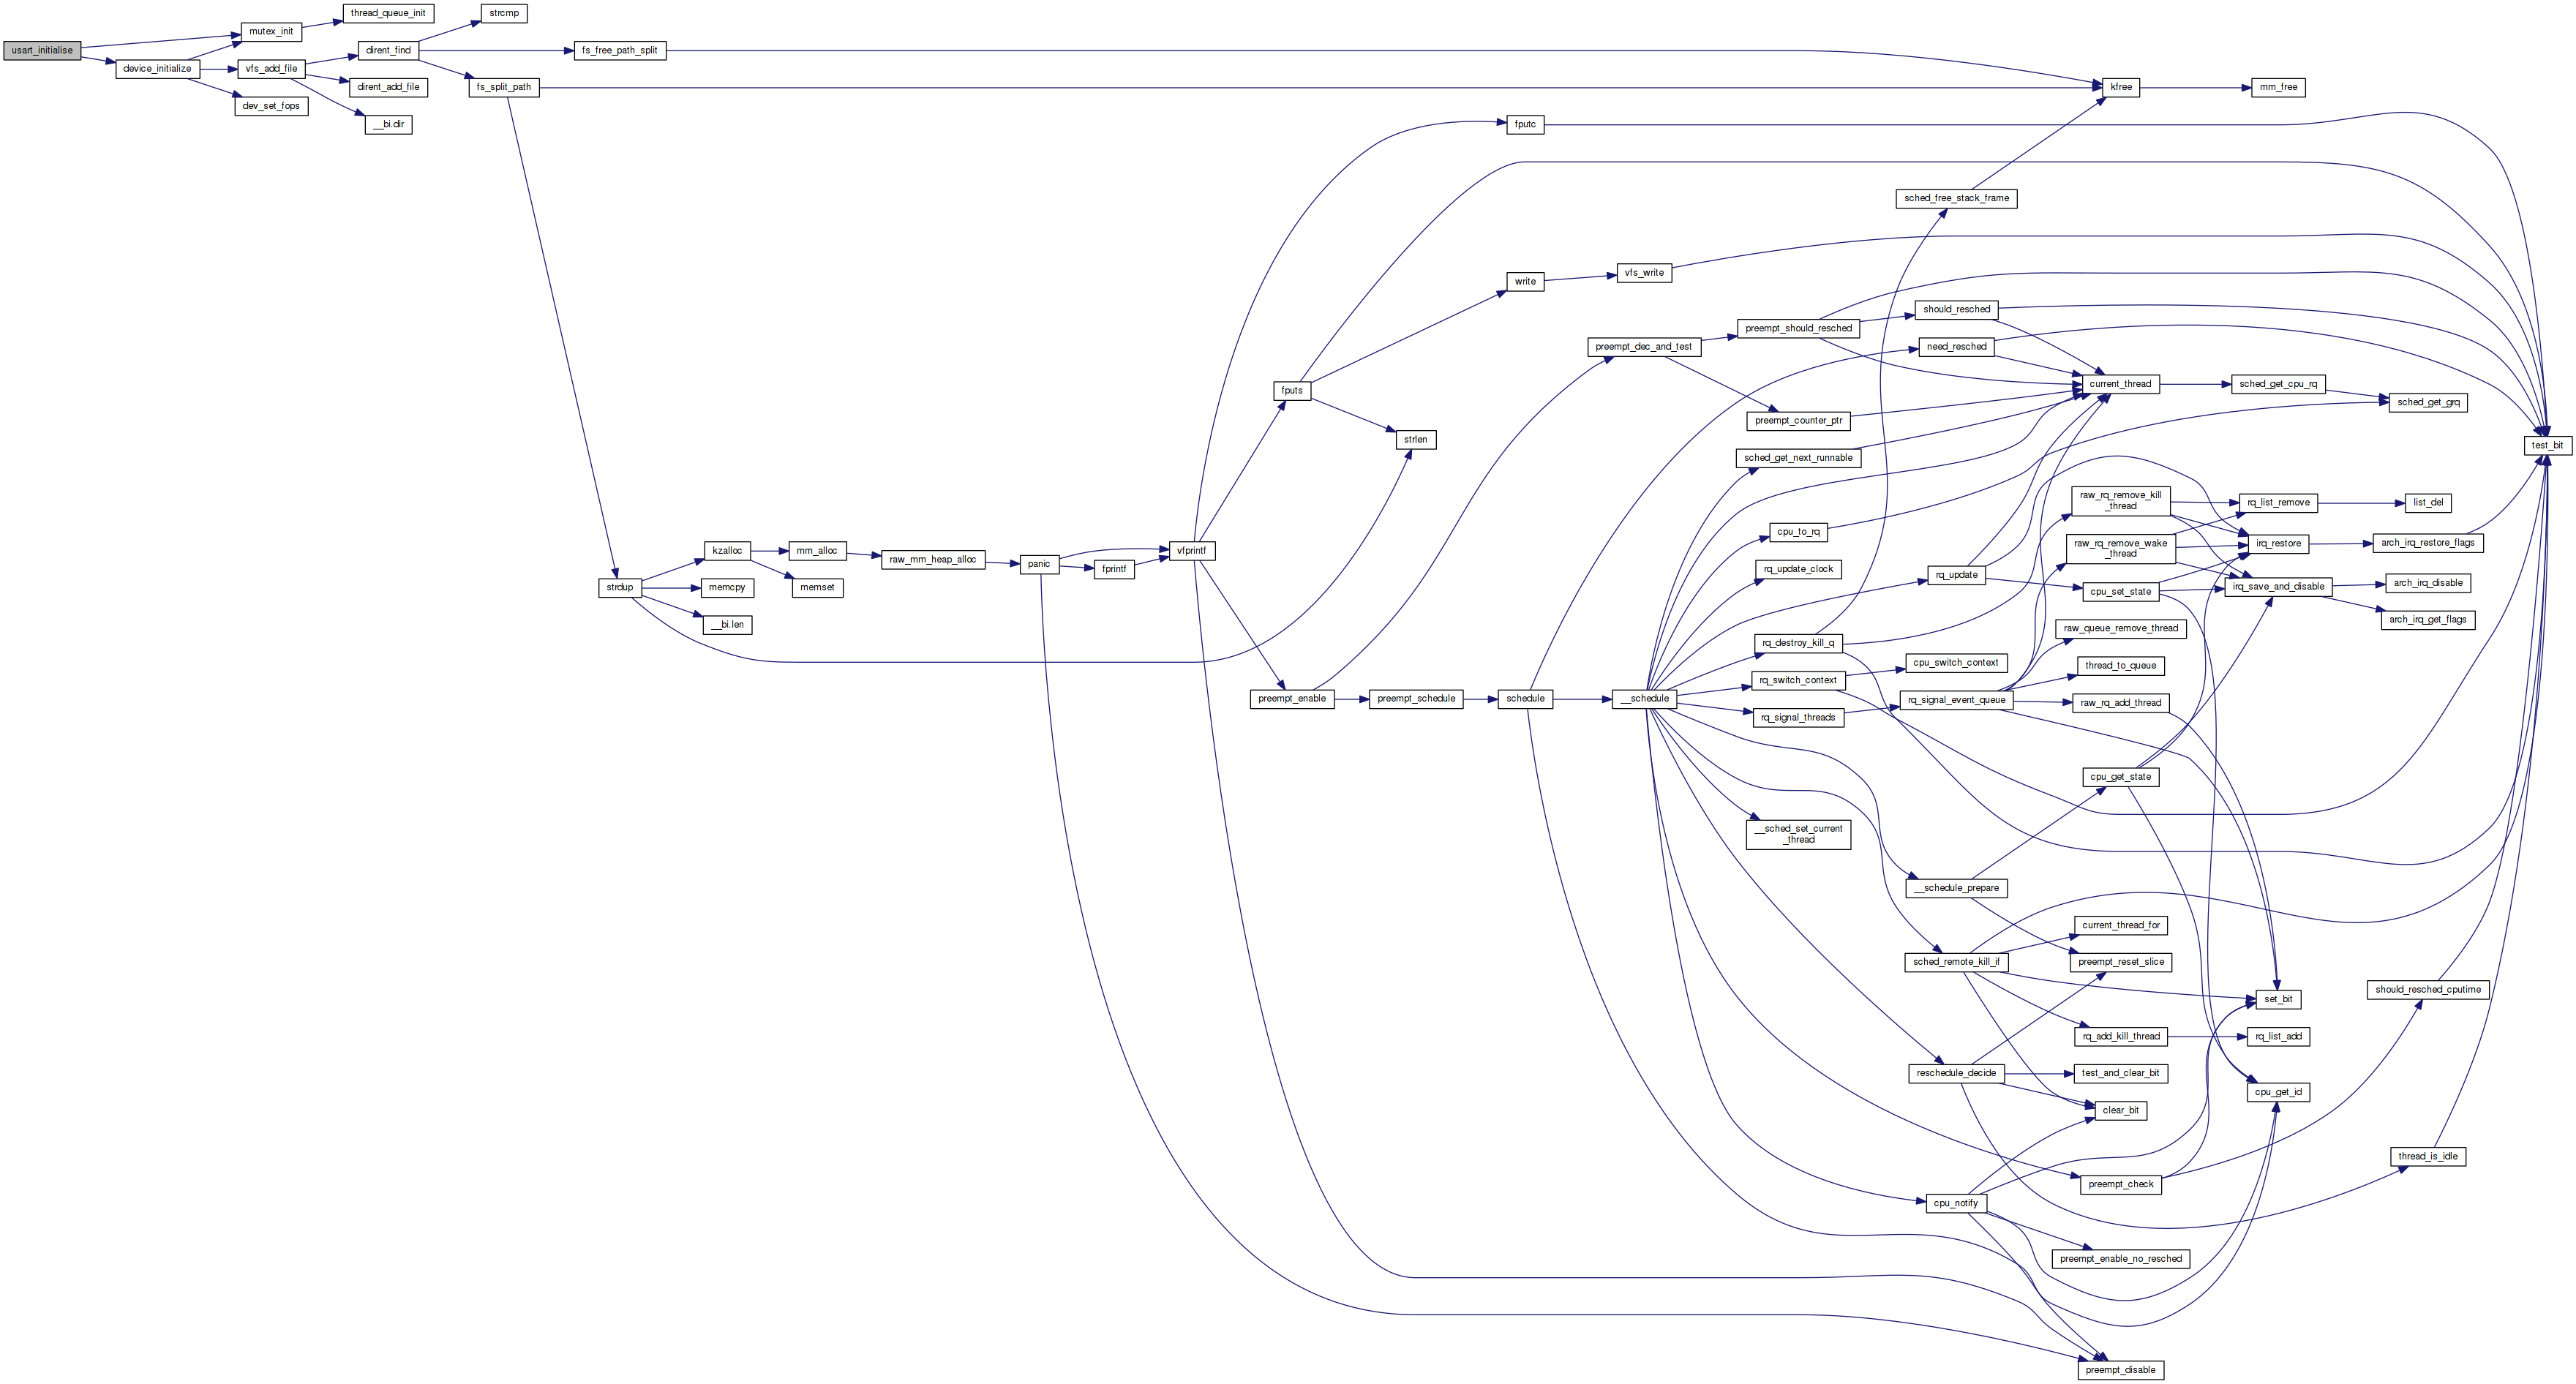 usart_initialise
mutex_init
device_initialize
thread_queue_init
vfs_add_file
dev_set_fops
dirent_find
dirent_add_file
__bi.dir
strcmp
fs_split_path
fs_free_path_split
strdup
kzalloc
memcpy
__bi.len
mm_alloc
memset
raw_mm_heap_alloc
panic
fprintf
vfprintf
fputs
preempt_enable
strlen
preempt_schedule
fputc
write
schedule
vfs_write
preempt_dec_and_test
__schedule
preempt_should_resched
preempt_counter_ptr
sched_get_next_runnable
cpu_to_rq
rq_update_clock
rq_destroy_kill_q
rq_switch_context
rq_signal_threads
__sched_set_current
_thread
sched_free_stack_frame
should_resched
need_resched
rq_update
cpu_switch_context
rq_signal_event_queue
__schedule_prepare
sched_remote_kill_if
reschedule_decide
cpu_notify
kfree
current_thread
raw_rq_remove_kill
_thread
raw_rq_remove_wake
_thread
cpu_set_state
raw_queue_remove_thread
thread_to_queue
raw_rq_add_thread
cpu_get_state
current_thread_for
preempt_reset_slice
rq_add_kill_thread
test_and_clear_bit
clear_bit
preempt_check
preempt_enable_no_resched
preempt_disable
mm_free
sched_get_cpu_rq
rq_list_remove
irq_restore
irq_save_and_disable
set_bit
rq_list_add
cpu_get_id
sched_get_grq
list_del
arch_irq_restore_flags
arch_irq_disable
arch_irq_get_flags
should_resched_cputime
thread_is_idle
test_bit